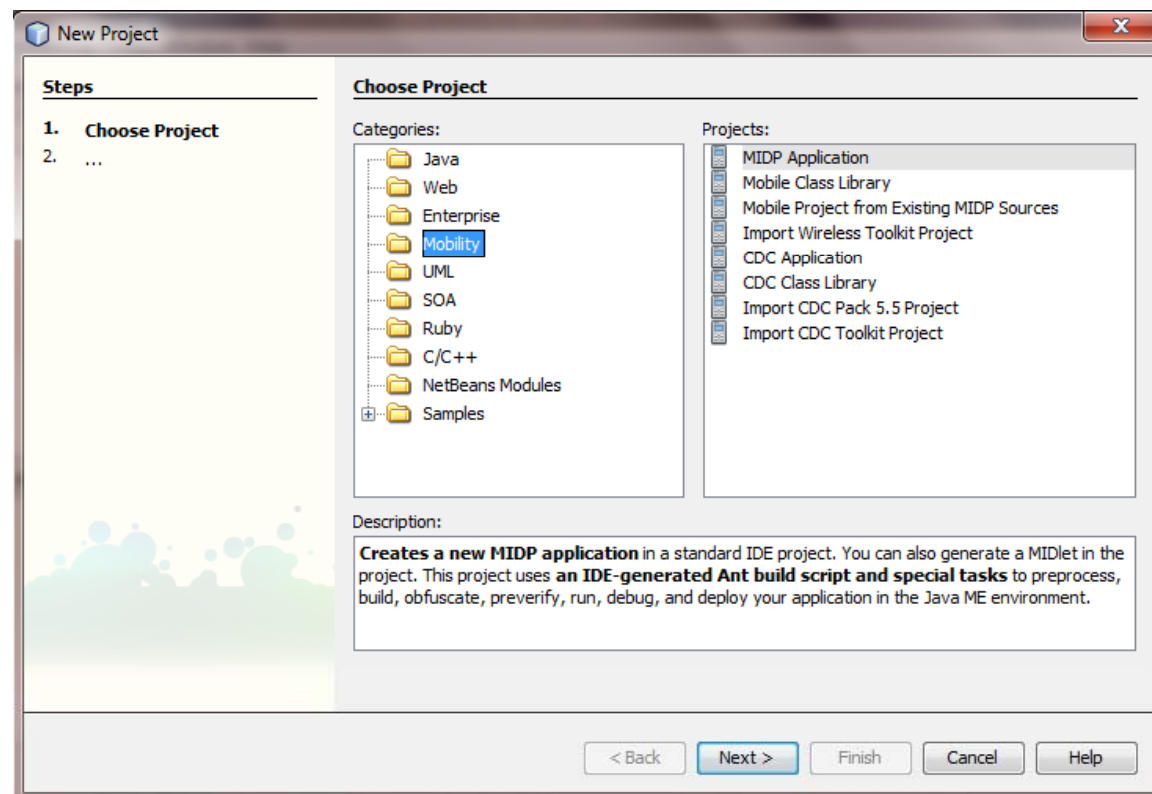 New Project
Steps
1. Choose Project
2. ...
Choose Project
Categories:
Java
Web
Enterprise
Mobility
UML
SOA
Ruby
C/C++
NetBeans Modules
Samples
Projects:
MIDP Application
Mobile Class Library
Mobile Project from Existing MIDP Sources
Import Wireless Toolkit Project
CDC Application
CDC Class Library
Import CDC Pack 5.5 Project
Import CDC Toolkit Project
Description:
Creates a new MIDP application in a standard IDE project. You can also generate a MIDlet in the
project. This project uses an IDE-generated Ant build script and special tasks to preprocess,
build, obfuscate, preverify, run, debug, and deploy your application in the Java ME environment.
< Back
Next >
Finish
Cancel
Help